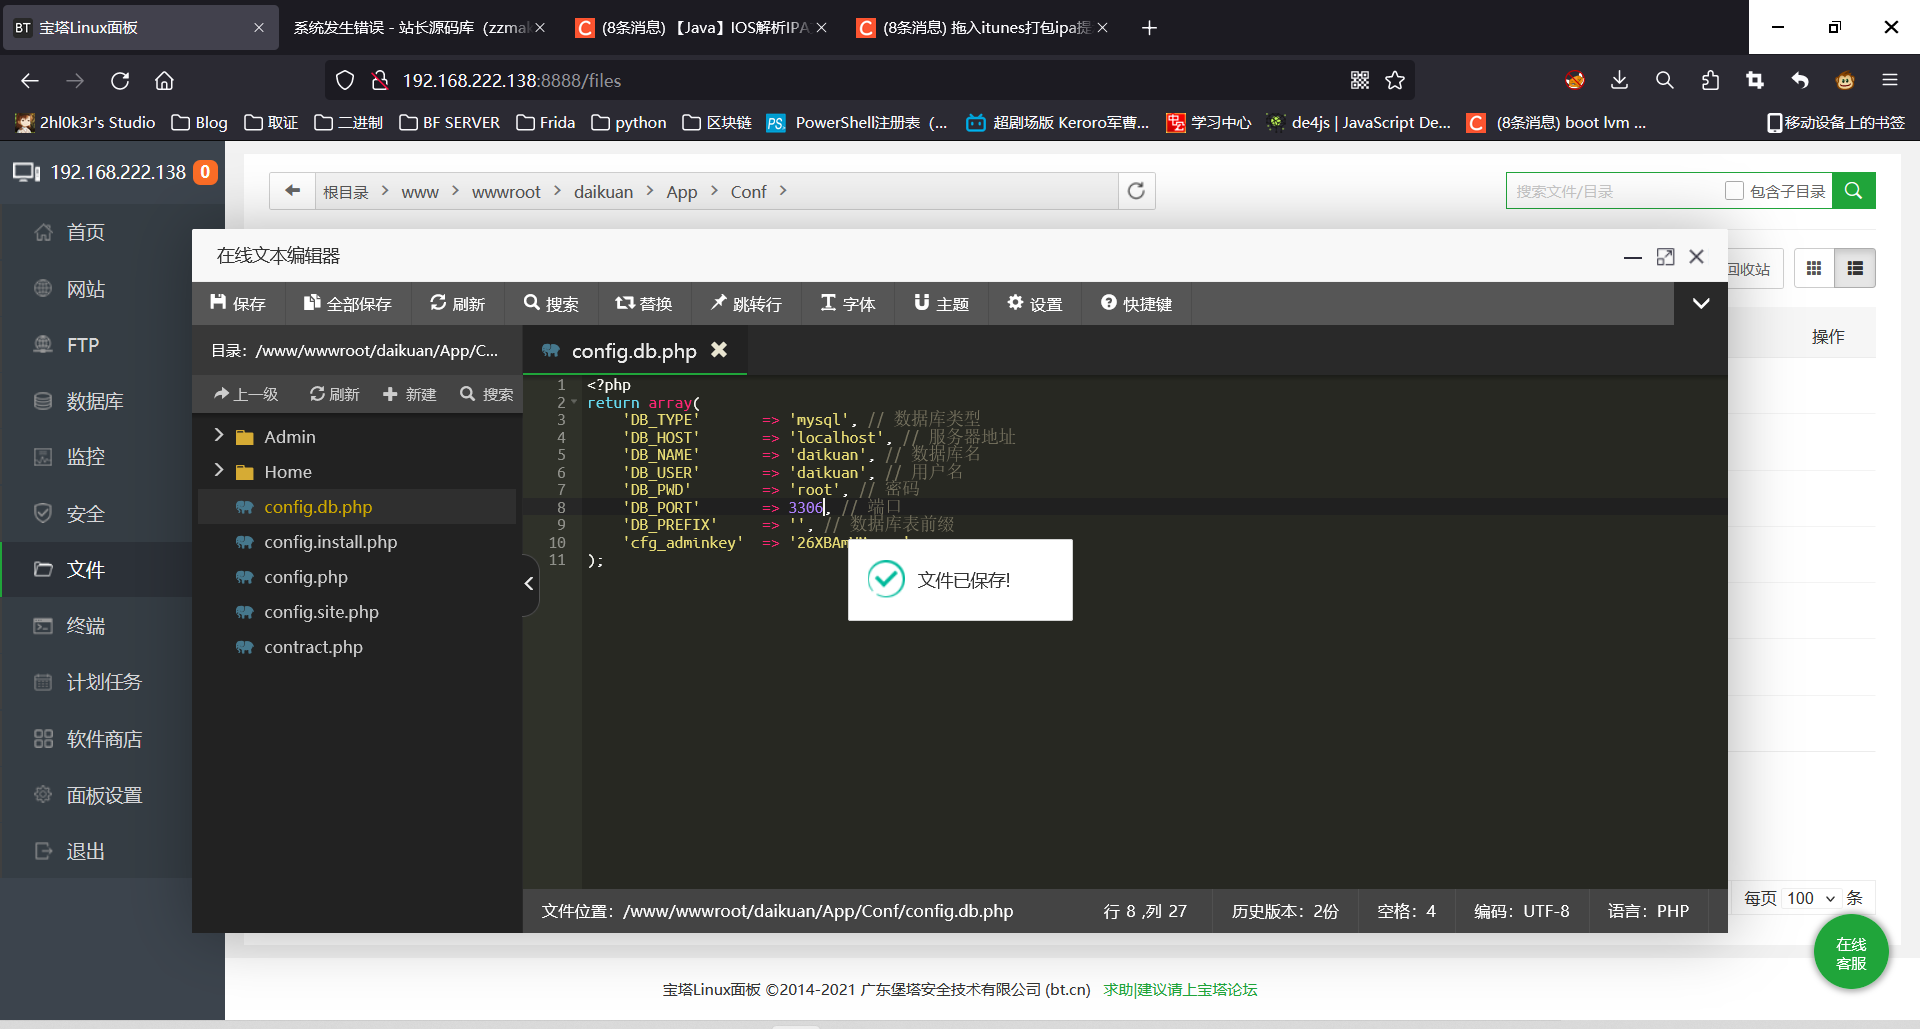 BT 宝塔Linux面板
系统发生错误 - 站长源码库（zzmal
(8条消息) 【Java】IOS解析IPA
(8条消息) 拖入itunes打包ipa提
192.168.222.138:8888/files
2hl0k3r's Studio
Blog
取证
二进制
BF SERVER
Frida
python
区块链
PowerShell注册表（...
超剧场版 Keroro军曹...
学习中心
de4js | JavaScript De...
(8条消息) boot lvm ...
移动设备上的书签
192.168.222.138
0
根目录
www
wwwroot
daikuan
App
Conf
搜索文件/目录
包含子目录
首页
网站
FTP
数据库
监控
安全
文件
终端
计划任务
软件商店
面板设置
退出
在线文本编辑器
回收站
保存
全部保存
刷新
搜索
替换
跳转行
字体
主题
设置
快捷键
操作
目录：/www/wwwroot/daikuan/App/C...
config.db.php
上一级
刷新
新建
搜索
Admin
Home
config.db.php
config.install.php
config.php
config.site.php
contract.php
1 <?php
2 return array(
3 'DB_TYPE' => 'mysql', // 数据库类型
4 'DB_HOST' => 'localhost', // 服务器地址
5 'DB_NAME' => 'daikuan', // 数据库名
6 'DB_USER' => 'daikuan', // 用户名
7 'DB_PWD' => 'root', // 密码
8 'DB_PORT' => 3306, // 端口
9 'DB_PREFIX' => '', // 数据库表前缀
10 'cfg_adminkey' =>
11 );
文件已保存!
文件位置：/www/wwwroot/daikuan/App/Conf/config.db.php
行 8 ,列 27
历史版本：2份
空格：4
编码：UTF-8
语言：PHP
每页 100 条
在线
客服
宝塔Linux面板 ©2014-2021 广东堡塔安全技术有限公司 (bt.cn) 求助|建议请上宝塔论坛